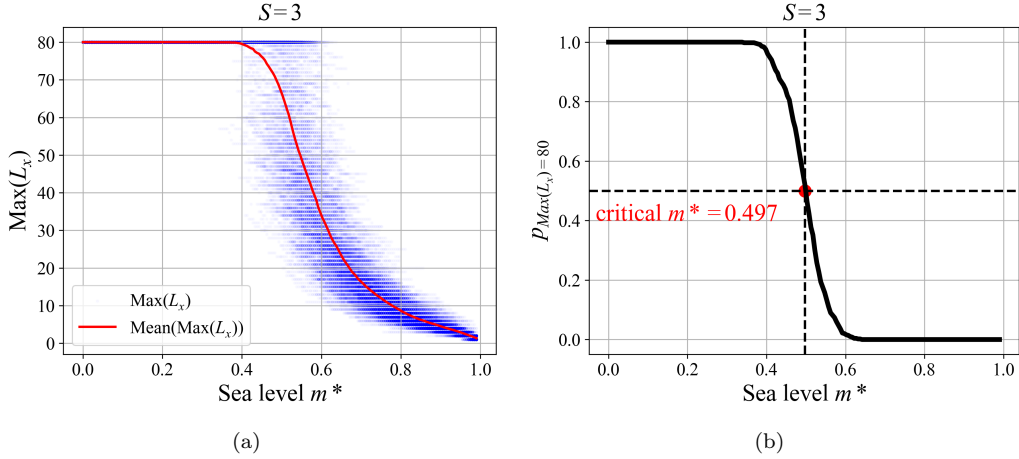 S = 3
Max(Lx)
80
70
60
50
40
30
20
10
0
Max(Lx)
Mean(Max(Lx))
0.0 0.2 0.4 0.6 0.8 1.0
Sea level m*
(a)
S = 3
pMax(Lx) = 80
1.0
0.8
0.6
0.4
0.2
0.0
critical m* = 0.497
0.0 0.2 0.4 0.6 0.8 1.0
Sea level m*
(b)